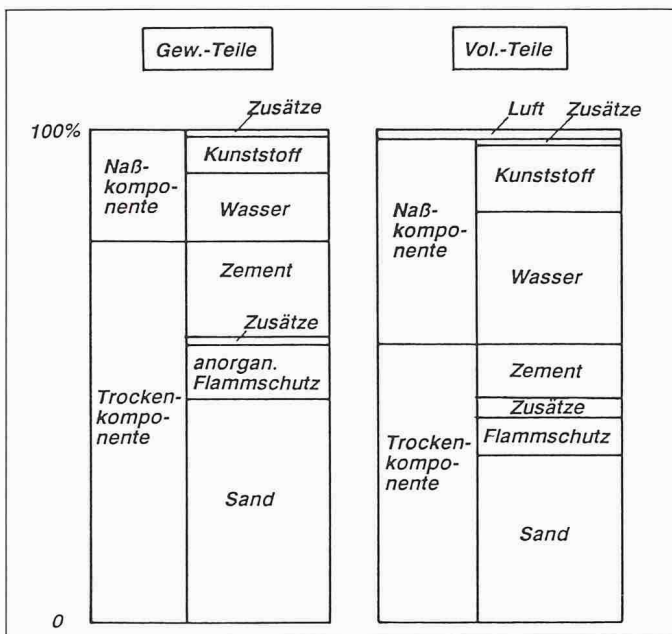 Gew.-Teile
Vol.-Teile
Zusätze
100%
Naß-
kompo-
nente
Kunststoff
Wasser
Zement
Zusätze
Trocken-
kompo-
nente
anorgan.
Flammschutz
Sand
0
Luft
Zusätze
Naß-
kompo-
nente
Kunststoff
Wasser
Trocken-
kompo-
nente
Zement
Zusätze
Flammschutz
Sand